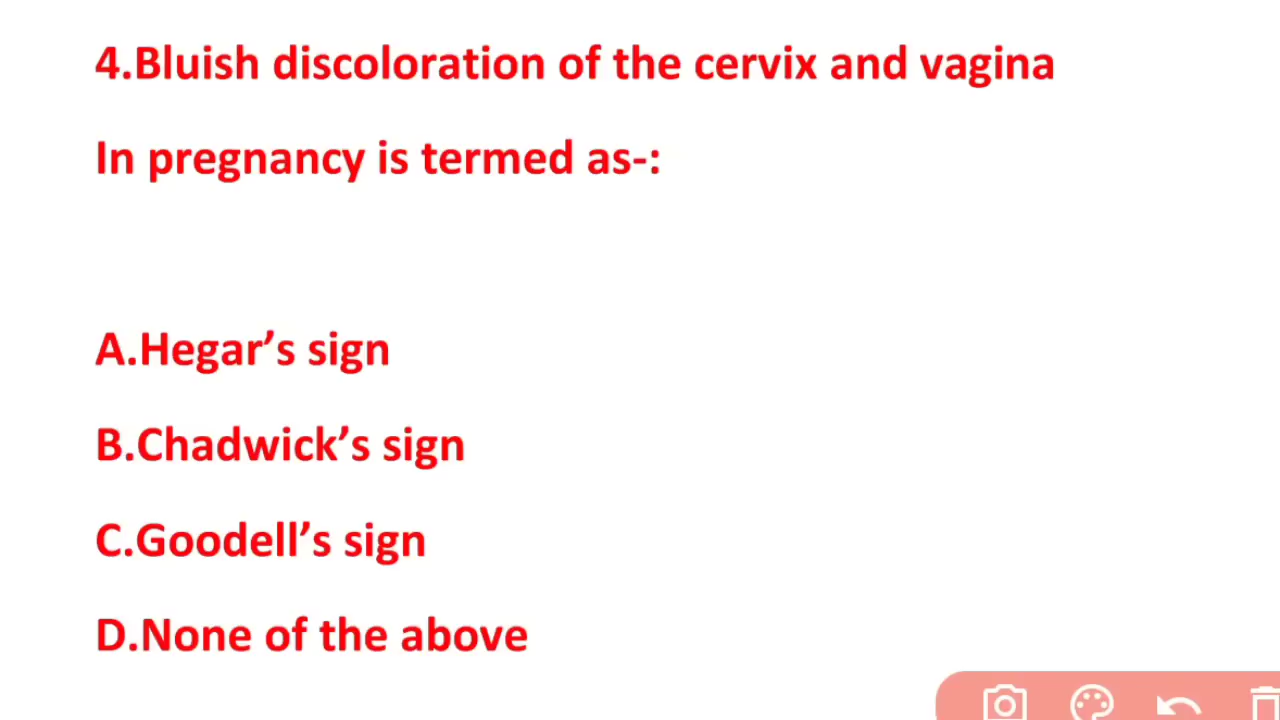 4.Bluish discoloration of the cervix and vagina
In pregnancy is termed as-:
A.Hegar’s sign
B.Chadwick’s sign
C.Goodell’s sign
D.None of the above